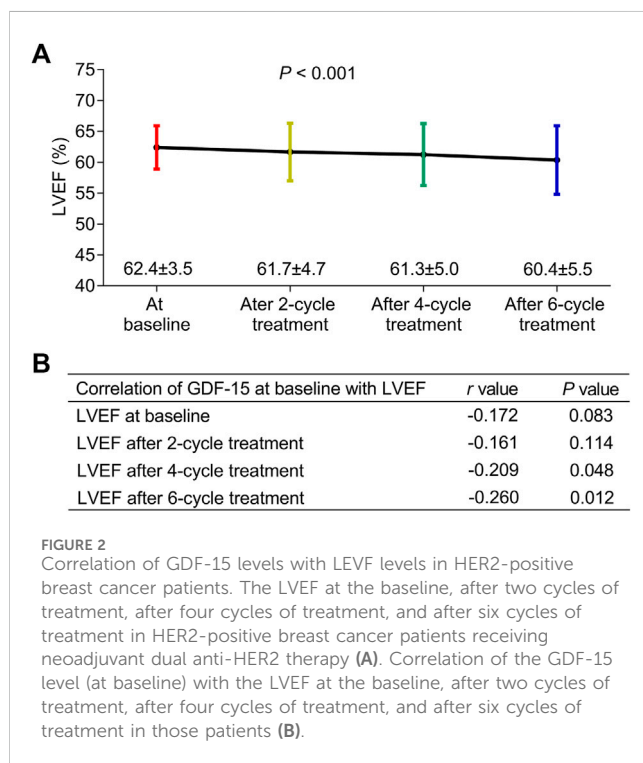 A
P < 0.001
75
70
65
60
55
50
45
40
LVEF (%)
62.4±3.5 61.7±4.7 61.3±5.0 60.4±5.5
At baseline
Ater 2-cycle treatment
After 4-cycle treatment
After 6-cycle treatment
B
Correlation of GDF-15 at baseline with LVEF r value P value
LVEF at baseline -0.172 0.083
LVEF after 2-cycle treatment -0.161 0.114
LVEF after 4-cycle treatment -0.209 0.048
LVEF after 6-cycle treatment -0.260 0.012
FIGURE 2
Correlation of GDF-15 levels with LEVF levels in HER2-positive
breast cancer patients. The LVEF at the baseline, after two cycles of
treatment, after four cycles of treatment, and after six cycles of
treatment in HER2-positive breast cancer patients receiving
neoadjuvant dual anti-HER2 therapy (A). Correlation of the GDF-15
level (at baseline) with the LVEF at the baseline, after two cycles of
treatment, after four cycles of treatment, and after six cycles of
treatment in those patients (B).